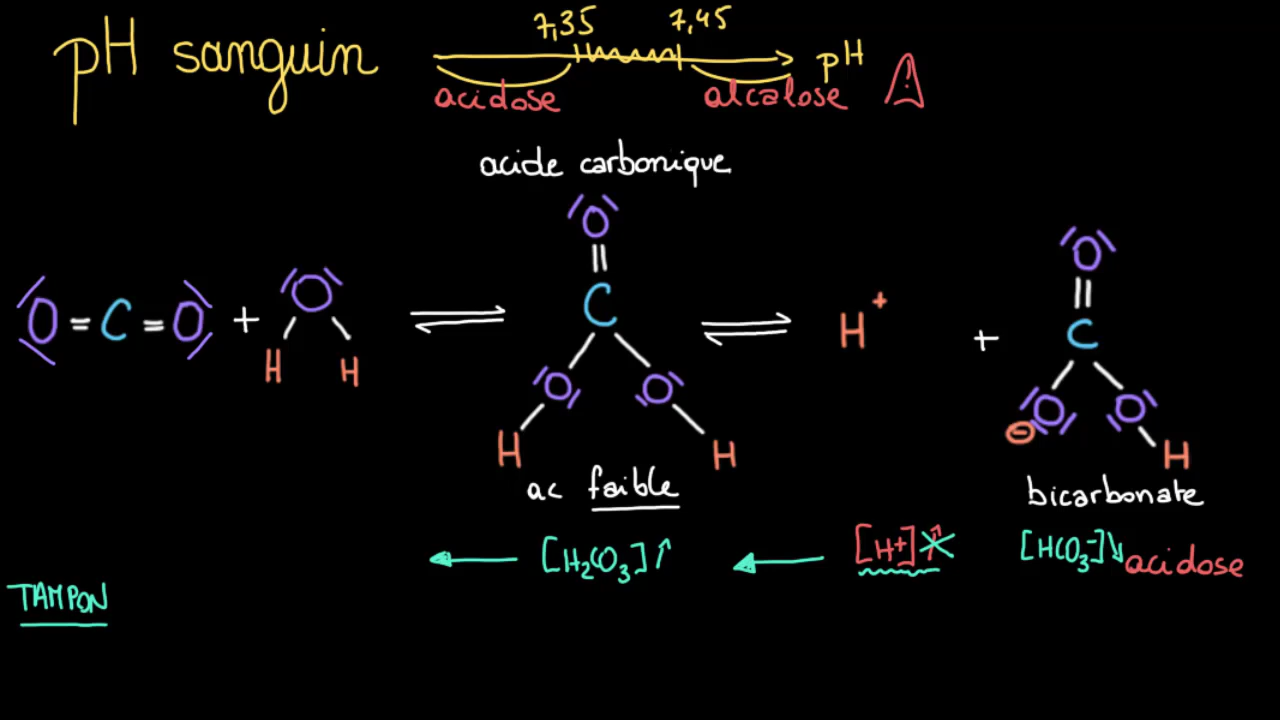 pH sanguin
7,35 7,45
pH
acidose alcalose !
acide carbonique
O
O
O = C = O + O ⇌ C ⇌ H+ + C
H H
O O
O O
⊖
H H
H
ac faible
bicarbonate
[H2CO3]↑ [H+]↑ [HCO3-]↓ acidose
TAMPON